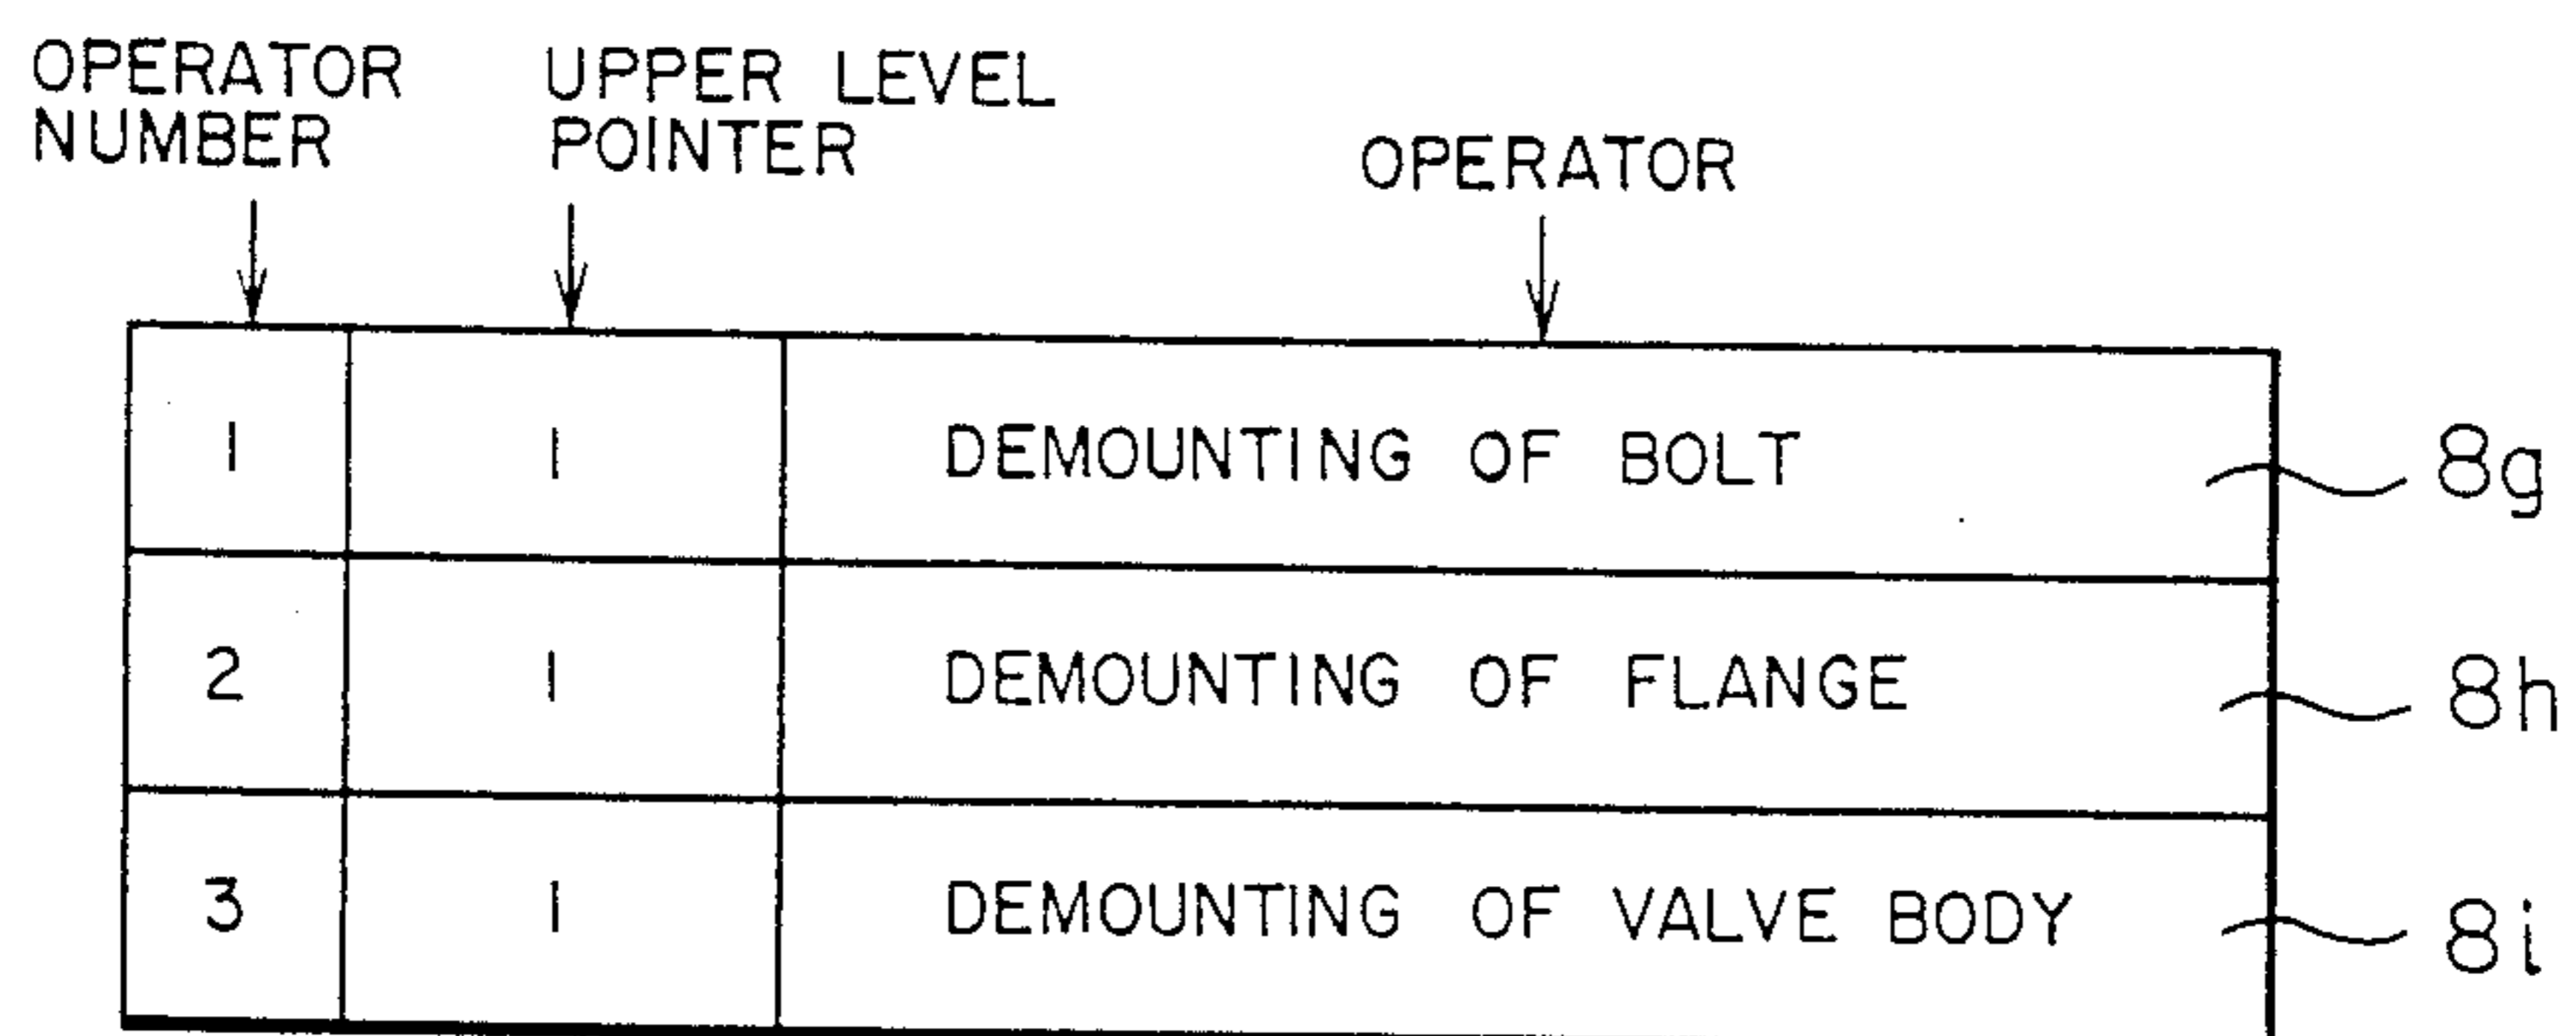 OPERATOR
NUMBER
UPPER LEVEL
POINTER
OPERATOR
1 1 DEMOUNTING OF BOLT 8g
2 1 DEMOUNTING OF FLANGE 8h
3 1 DEMOUNTING OF VALVE BODY 8i